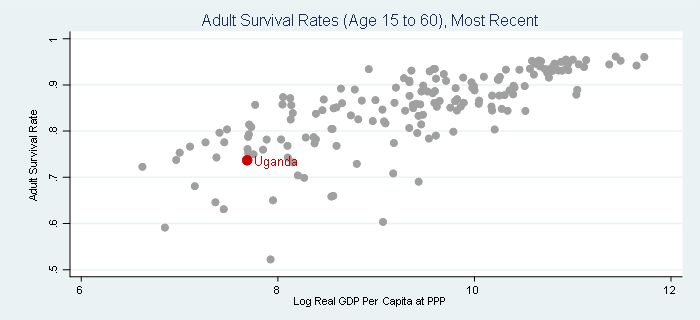 Adult Survival Rates (Age 15 to 60), Most Recent
Adult Survival Rate
1
.9
.8
.7
.6
.5
Uganda
6 8 10 12
Log Real GDP Per Capita at PPP